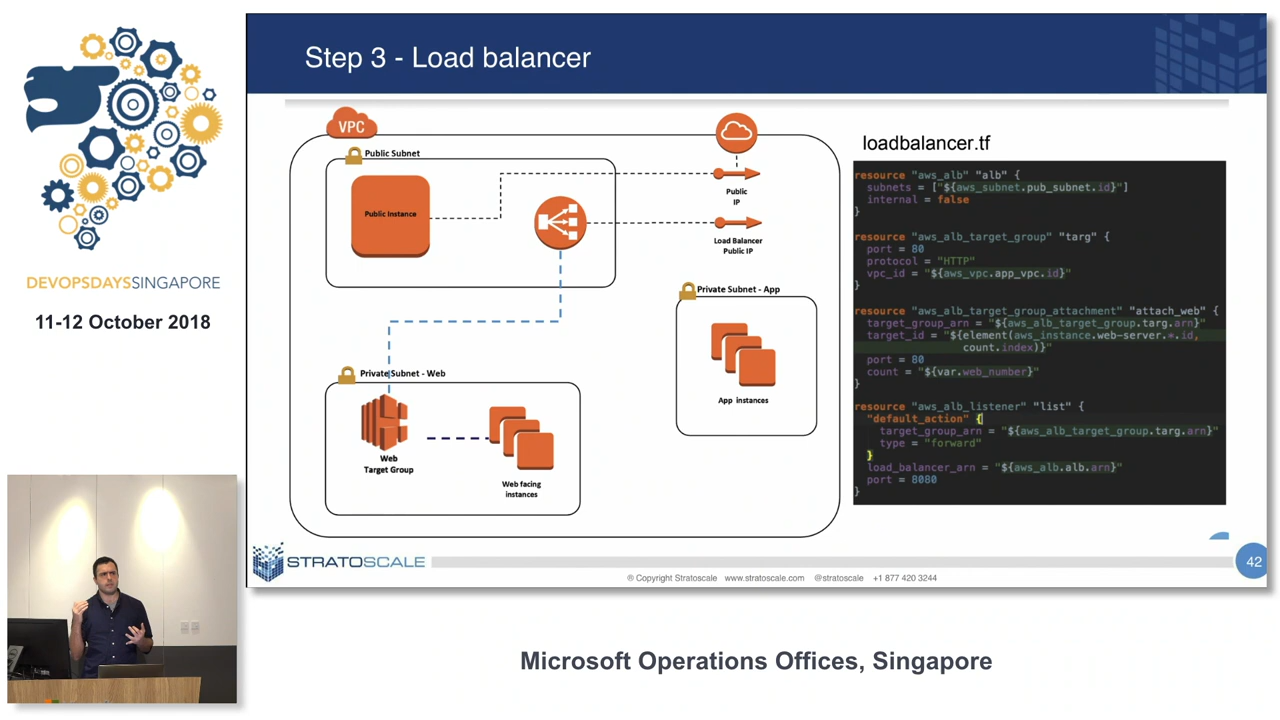 DEVOPSDAYSSINGAPORE
11-12 October 2018
Step 3 - Load balancer
VPC
Public Subnet
Public Instance
Public
IP
Load Balancer
Public IP
Private Subnet - App
App instances
Private Subnet - Web
Web
Target Group
Web facing
instances
loadbalancer.tf
resource "aws_alb" "alb" {
subnets = ["${aws_subnet.pub_subnet.id}"]
internal = false
}
resource "aws_alb_target_group" "targ" {
port = 80
protocol = "HTTP"
vpc_id = "${aws_vpc.app_vpc.id}"
}
resource "aws_alb_target_group_attachment" "attach_web" {
target_group_arn = "${aws_alb_target_group.targ.arn}"
target_id = "${element(aws_instance.web-server.*.id,
count.index)}"
port = 80
count = "${var.web_number}"
}
resource "aws_alb_listener" "list" {
"default_action" {
target_group_arn = "${aws_alb_target_group.targ.arn}"
type = "forward"
}
load_balancer_arn = "${aws_alb.alb.arn}"
port = 8080
}
STRATOSCALE
® Copyright Stratoscale www.stratoscale.com @stratoscale +1 877 420 3244
42
Microsoft Operations Offices, Singapore